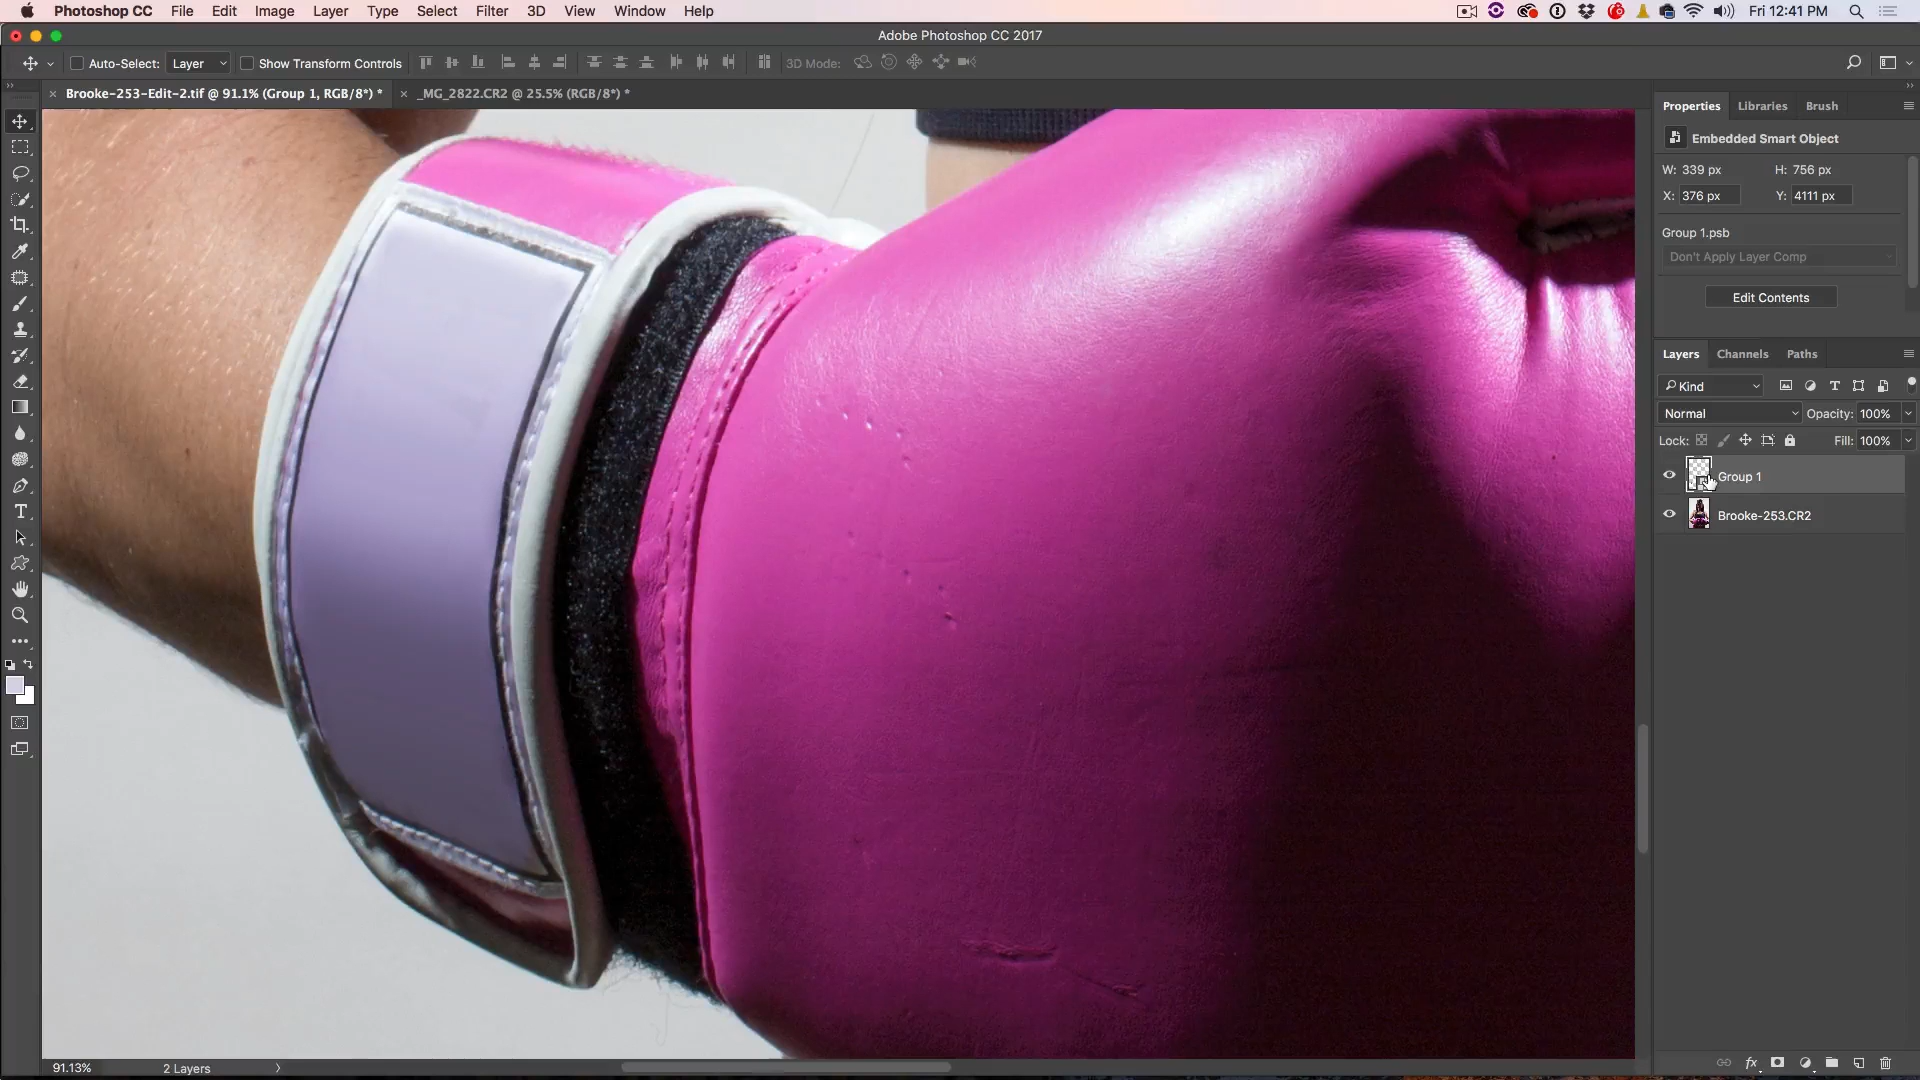 Photoshop CC File Edit Image Layer Type Select Filter 3D View Window Help Fri 12:41 PM
Adobe Photoshop CC 2017
Auto-Select: Layer Show Transform Controls 3D Mode:
Brooke-253-Edit-2.tif @ 91.1% (Group 1, RGB/8*) * _MG_2822.CR2 @ 25.5% (RGB/8*) *
Properties Libraries Brush
Embedded Smart Object
W: 339 px H: 756 px
X: 376 px Y: 4111 px
Group 1.psb
Don't Apply Layer Comp
Edit Contents
Layers Channels Paths
Kind
Normal Opacity: 100%
Lock: Fill: 100%
Group 1
Brooke-253.CR2
91.13% 2 Layers